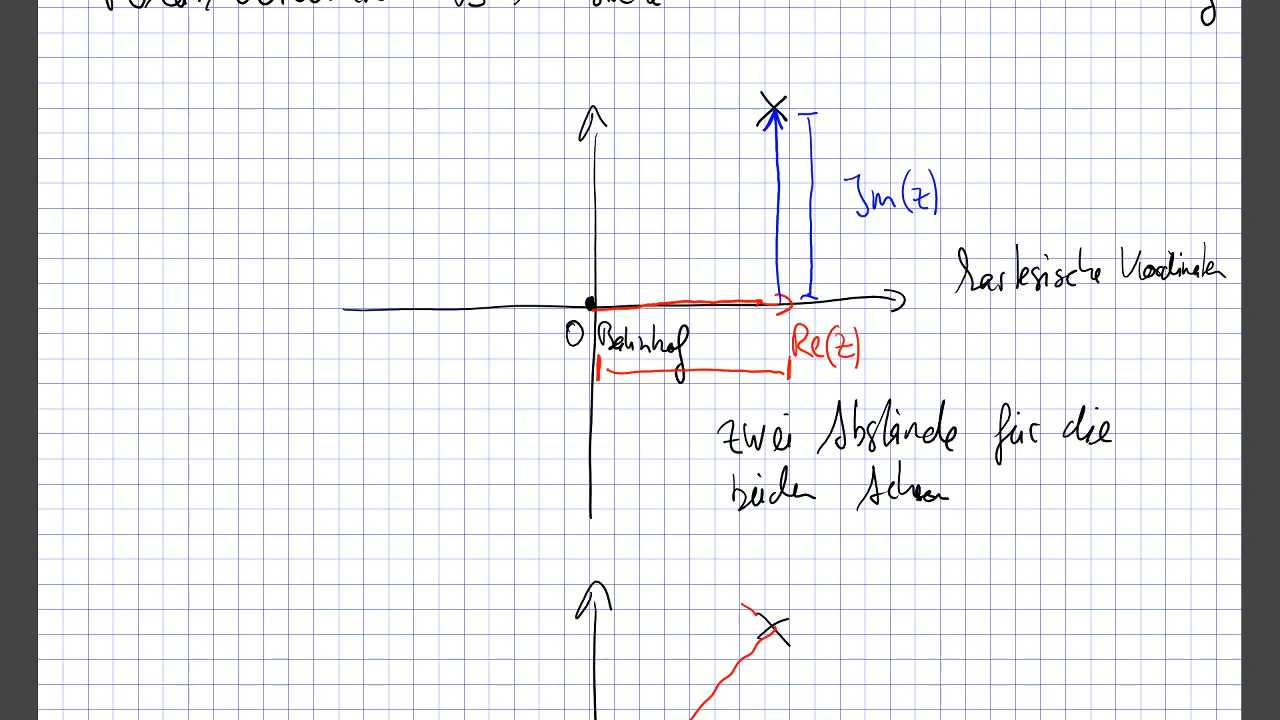 Im(z)
kartesische Koordinaten
0 Bahnhof
Re(z)
zwei Abstände für die
beiden Achsen